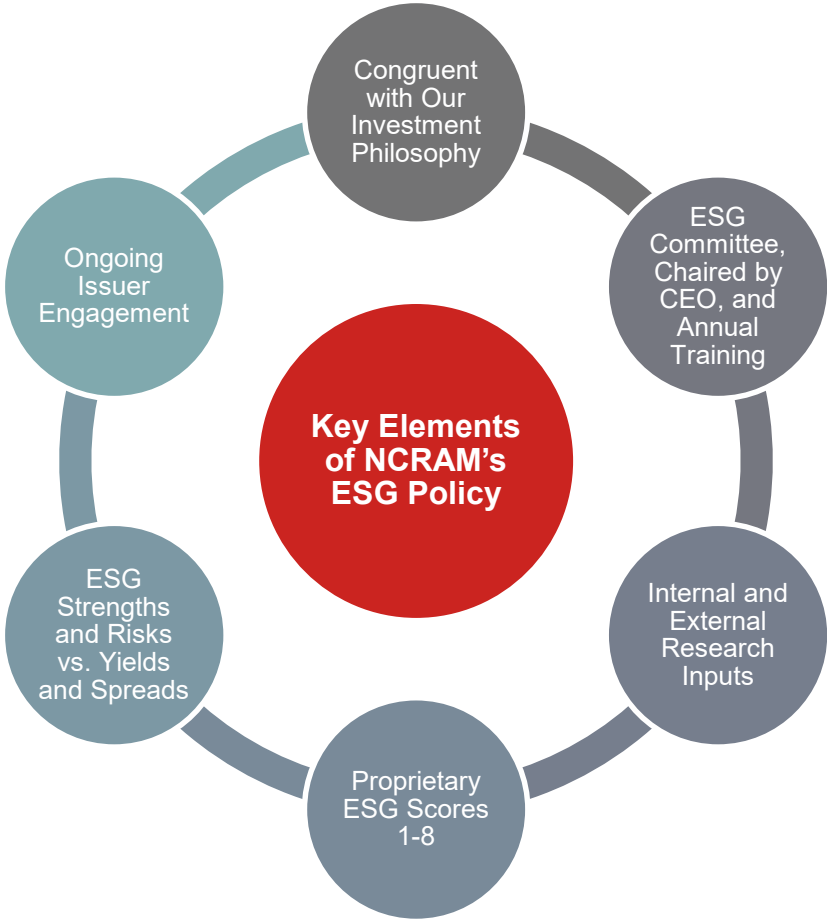 Congruent
with Our
Investment
Philosophy
ESG
Committee,
Chaired by
CEO, and
Annual
Training
Internal and
External
Research
Inputs
Proprietary
ESG Scores
1-8
ESG
Strengths
and Risks
vs. Yields
and Spreads
Ongoing
Issuer
Engagement
Key Elements
of NCRAM’s
ESG Policy